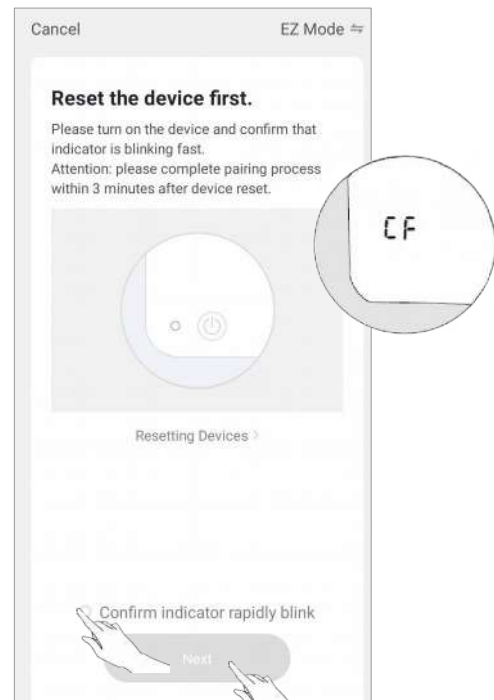 Cancel
EZ Mode ⇋
Reset the device first.
Please turn on the device and confirm that
indicator is blinking fast.
Attention: please complete pairing process
within 3 minutes after device reset.
CF
Resetting Devices >
Confirm indicator rapidly blink
Next